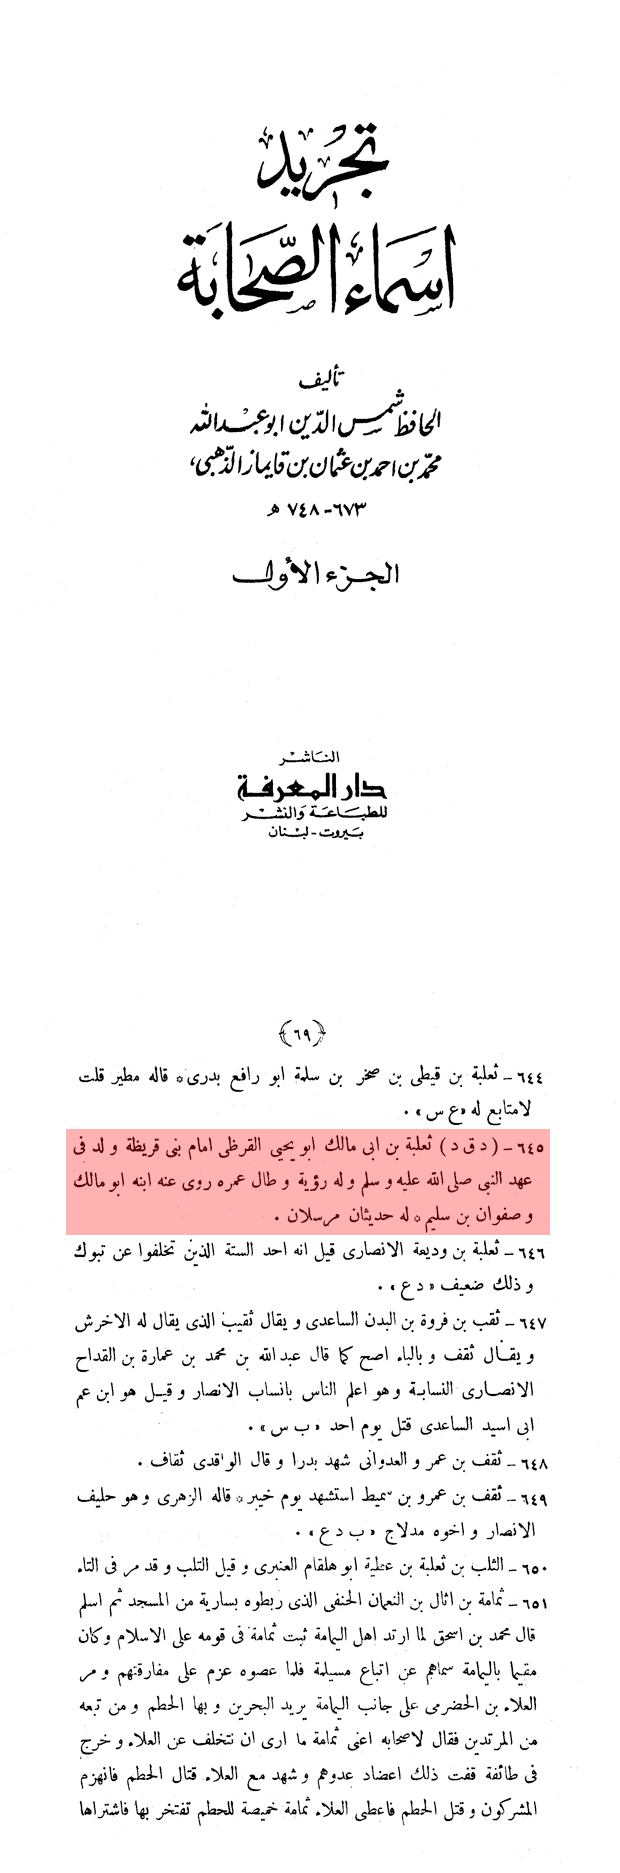 تجريد
اسماء الصحابة
تأليف
الحافظ شمس الدين ابو عبد الله
محمد بن احمد بن عثمان بن قايماز الذهبي،
٦٧٣-٧٤٨ هـ
الجزء الأول
الناشر
دار المعرفة
للطباعة والنشر
بيروت - لبنان
﴿٦٩﴾
٦٤٤ - ثعلبة بن قيظى بن صخر بن سلمة ابو رافع بدرى* قاله مطير قلت
لامتابع له «ع س» .
٦٤٥ - ( د ق د ) ثعلبة بن ابى مالك ابو يحيى القرظى امام بنى قريظة و لد فى
عهد النبى صلى الله عليه و سلم و له رؤية و طال عمره روى عنه ابنه ابو مالك
و صفوان بن سليم* له حديثان مرسلان .
٦٤٦ - ثعلبة بن وديعة الانصارى قيل انه احد الستة الذين تخلفوا عن تبوك
و ذلك ضعيف «د ع» .
٦٤٧ - ثقب بن فروة بن البدن الساعدى و يقال ثقيب الذى يقال له الاخرش
و يقال ثقف و بالباء اصح كما قال عبد الله بن محمد بن عمارة بن القداح
الانصارى النسابة و هو اعلم الناس بانساب الانصار و قيل هو ابن عم
ابى اسيد الساعدى قتل يوم احد «ب س» .
٦٤٨ - ثقف بن عمر و العدوانى شهد بدرا و قال الواقدى ثقاف .
٦٤٩ - ثقف بن عمرو بن سميط استشهد يوم خيبر* قاله الزهرى و هو حليف
الانصار و اخوه مدلاج «ب د ع» .
٦٥٠ - الثلب بن ثعلبة بن عطية ابو هلقام العنبرى و قيل التلب و قد مر فى التاء
٦٥١ - ثمامة بن اثال بن النعمان الحنفى الذى ربطوه بسارية من المسجد ثم اسلم
قال محمد بن اسحق لما ارتد اهل اليمامة ثبت ثمامة فى قومه على الاسلام و كان
مقيما باليمامة سماهم عن اتباع مسيلمة فلما عصوه عزم على مفارقتهم و مر
العلاء بن الحضرمى على جانب اليمامة يريد البحرين و بها الحطم و من تبعه
من المرتدين فقال لاصحابه اعنى ثمامة ما ارى ان نتخلف عن العلاء و خرج
فى طائفة قفت ذلك اعضاد عدوهم و شهد مع العلاء قتال الحطم فانهزم
المشركون و قتل الحطم فاعطى العلاء ثمامة خميصة للحطم تفتخر بها فاشتراها